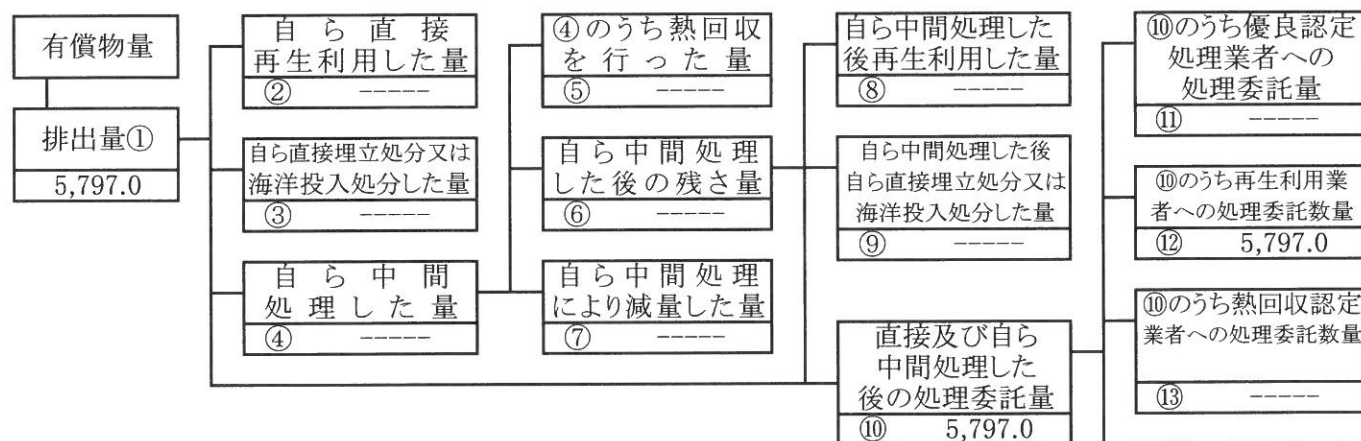 有償物量
排出量①
5,797.0
自ら直接
再生利用した量
② -----
自ら直接埋立処分又は
海洋投入処分した量
③ -----
自ら中間
処理した量
④ -----
④のうち熱回収
を行った量
⑤ -----
自ら中間処理
した後の残さ量
⑥ -----
自ら中間処理
により減量した量
⑦ -----
自ら中間処理した
後再生利用した量
⑧ -----
自ら中間処理した後
自ら直接埋立処分又は
海洋投入処分した量
⑨ -----
直接及び自ら
中間処理した
後の処理委託量
⑩ 5,797.0
⑩のうち優良認定
処理業者への
処理委託量
⑪ -----
⑩のうち再生利用業
者への処理委託数量
⑫ 5,797.0
⑩のうち熱回収認定
業者への処理委託数量
⑬ -----